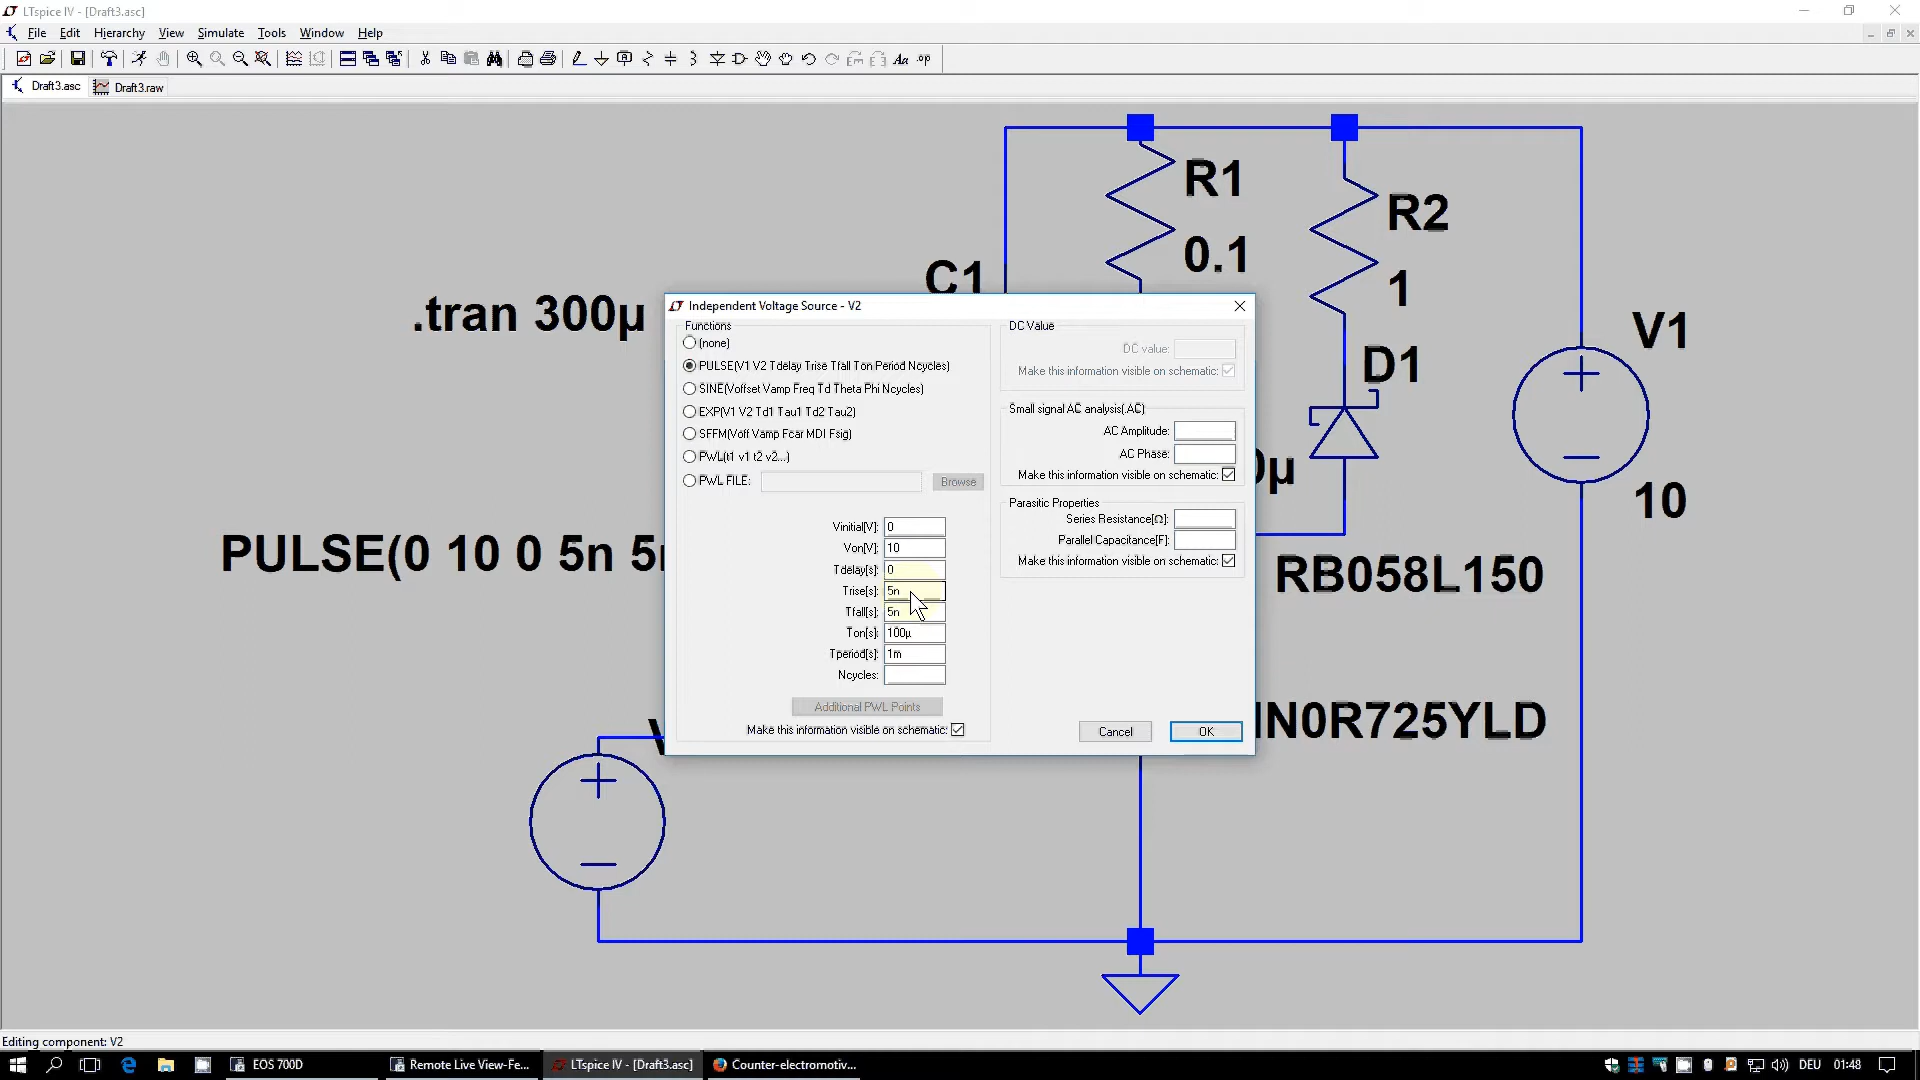 LTspice IV - [Draft3.asc]
File Edit Hierarchy View Simulate Tools Window Help
Draft3.asc Draft3.raw
R1
0.1
R2
1
C1
.tran 300µ
V1
10
D1
RB058L150
PULSE(0 10 0 5n
Independent Voltage Source - V2
Functions
(none)
PULSE(V1 V2 Tdelay Trise Tfall Ton Period Ncycles)
SINE(Voffset Vamp Freq Td Theta Phi Ncycles)
EXP(V1 V2 Td1 Tau1 Td2 Tau2)
SFFM(Voff Vamp Fcar MDI Fsig)
PWL(t1 v1 t2 v2...)
PWL FILE: Browse
Vinitial[V]: 0
Von[V]: 10
Tdelay[s]: 0
Trise[s]: 5n
Tfall[s]: 5n
Ton[s]: 100µ
Tperiod[s]: 1m
Ncycles:
Additional PWL Points
Make this information visible on schematic:
DC Value
DC value:
Make this information visible on schematic:
Small signal AC analysis(.AC)
AC Amplitude:
AC Phase:
Make this information visible on schematic:
Parasitic Properties
Series Resistance[Ω]:
Parallel Capacitance[F]:
Make this information visible on schematic:
Cancel OK
IN0R725YLD
Editing component: V2
EOS 700D
Remote Live View-Fe...
LTspice IV - [Draft3.asc]
Counter-electromotiv...
DEU 01:48